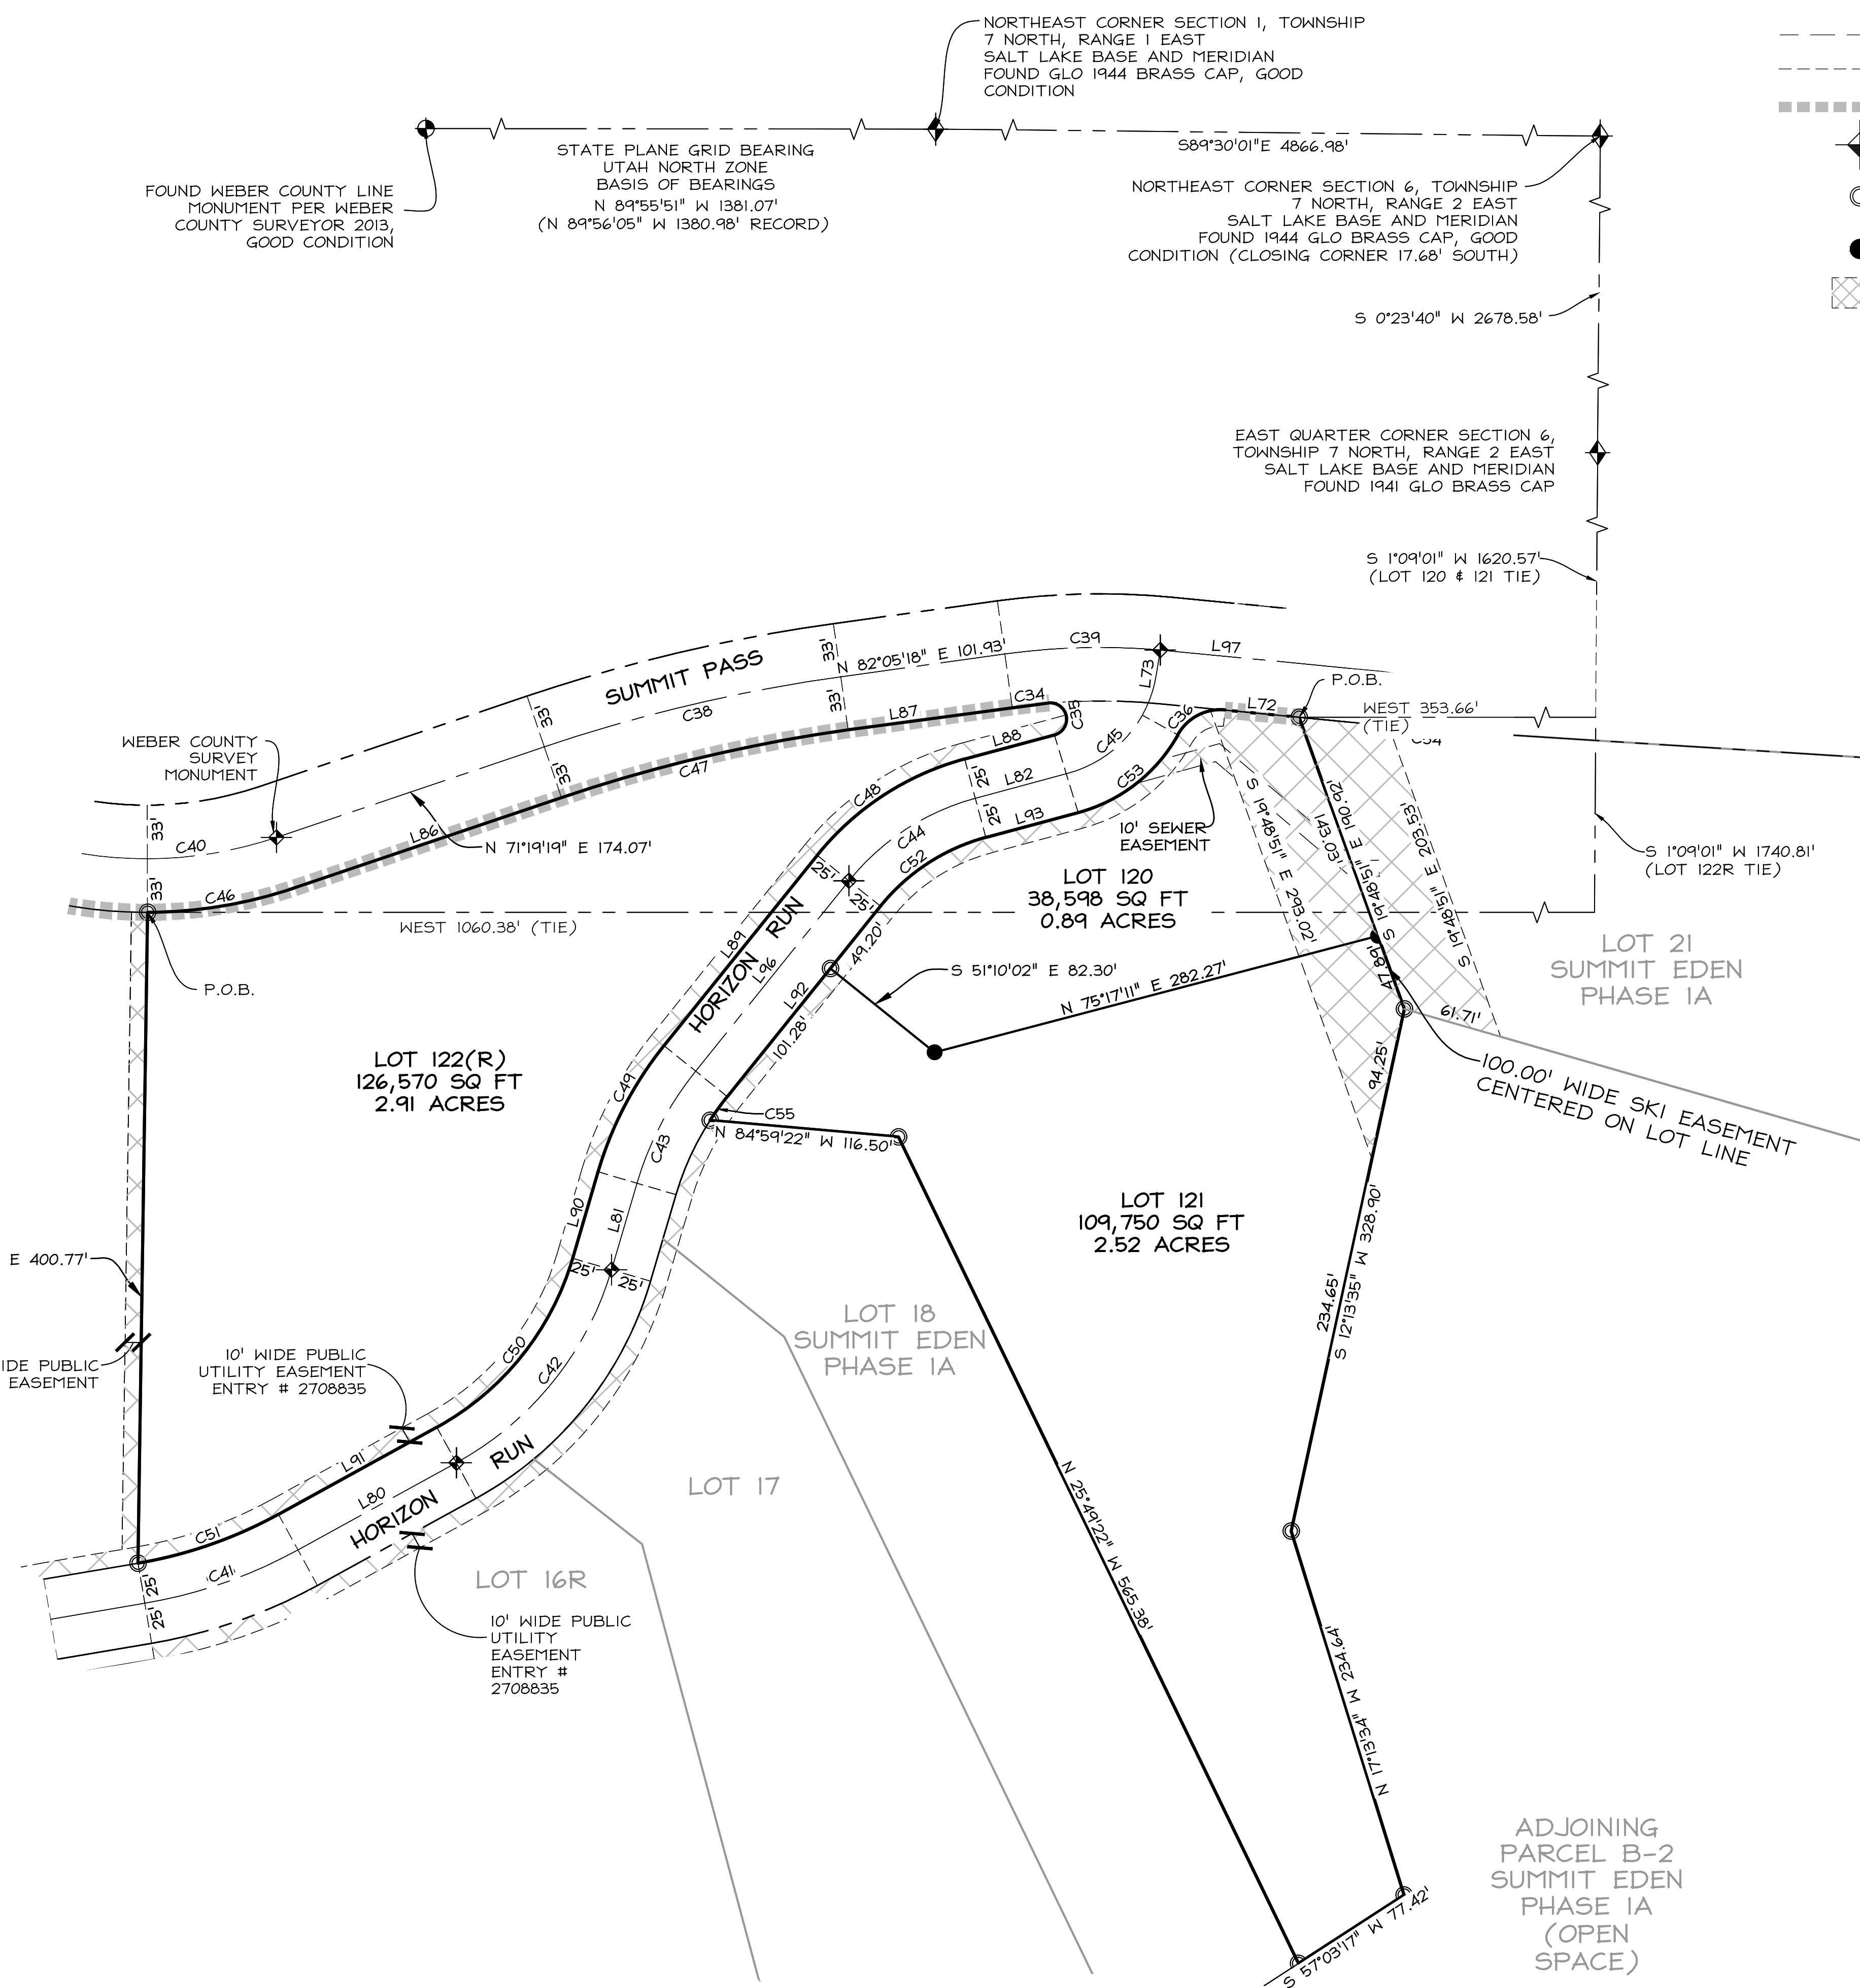 NORTHEAST CORNER SECTION 1, TOWNSHIP
7 NORTH, RANGE 1 EAST
SALT LAKE BASE AND MERIDIAN
FOUND GLO 1944 BRASS CAP, GOOD
CONDITION
STATE PLANE GRID BEARING
UTAH NORTH ZONE
BASIS OF BEARINGS
N 89°55'51" W 1381.07'
(N 89°56'05" W 1380.98' RECORD)
S89°30'01"E 4866.98'
FOUND WEBER COUNTY LINE
MONUMENT PER WEBER
COUNTY SURVEYOR 2013,
GOOD CONDITION
NORTHEAST CORNER SECTION 6, TOWNSHIP
7 NORTH, RANGE 2 EAST
SALT LAKE BASE AND MERIDIAN
FOUND 1944 GLO BRASS CAP, GOOD
CONDITION (CLOSING CORNER 17.68' SOUTH)
S 0°23'40" W 2678.58'
EAST QUARTER CORNER SECTION 6,
TOWNSHIP 7 NORTH, RANGE 2 EAST
SALT LAKE BASE AND MERIDIAN
FOUND 1941 GLO BRASS CAP
S 1°09'01" W 1620.57'
(LOT 120 & 121 TIE)
SUMMIT PASS
33'
33'
N 82°05'18" E 101.93'
C39
L97
L73
P.O.B.
WEST 353.66'
(TIE)
C54
L72
C36
C35
C34
L87
C38
33'
33'
WEBER COUNTY
SURVEY
MONUMENT
C47
L88
C45
L82
25'
25'
C53
L93
C48
C44
C52
33'
33'
C40
L86
N 71°19'19" E 174.07'
C46
WEST 1060.38' (TIE)
P.O.B.
10' SEWER
EASEMENT
LOT 120
38,598 SQ FT
0.89 ACRES
25'
25'
49.20'
S 19°48'51" E 293.02'
143.03'
S 19°48'51" E 190.92'
S 19°48'51" E 203.53'
S 1°09'01" W 1740.81'
(LOT 122R TIE)
LOT 21
SUMMIT EDEN
PHASE 1A
HORIZON RUN
L89
L96
L92
101.28'
S 51°10'02" E 82.30'
N 75°17'11" E 282.27'
47.89'
61.71'
94.25'
100.00' WIDE SKI EASEMENT
CENTERED ON LOT LINE
LOT 122(R)
126,570 SQ FT
2.91 ACRES
C49
C55
N 84°59'22" W 116.50'
C43
L90
L81
25'
25'
LOT 121
109,750 SQ FT
2.52 ACRES
E 400.77'
IDE PUBLIC
EASEMENT
10' WIDE PUBLIC
UTILITY EASEMENT
ENTRY # 2708835
C50
C42
LOT 18
SUMMIT EDEN
PHASE 1A
234.65'
S 12°13'35" W 328.90'
L91
L80
HORIZON RUN
LOT 17
N 25°49'22" W 565.38'
C51
C41
25'
25'
LOT 16R
10' WIDE PUBLIC
UTILITY
EASEMENT
ENTRY #
2708835
N 17°13'34" W 234.64'
S 57°03'17" W 77.42'
ADJOINING
PARCEL B-2
SUMMIT EDEN
PHASE 1A
(OPEN
SPACE)